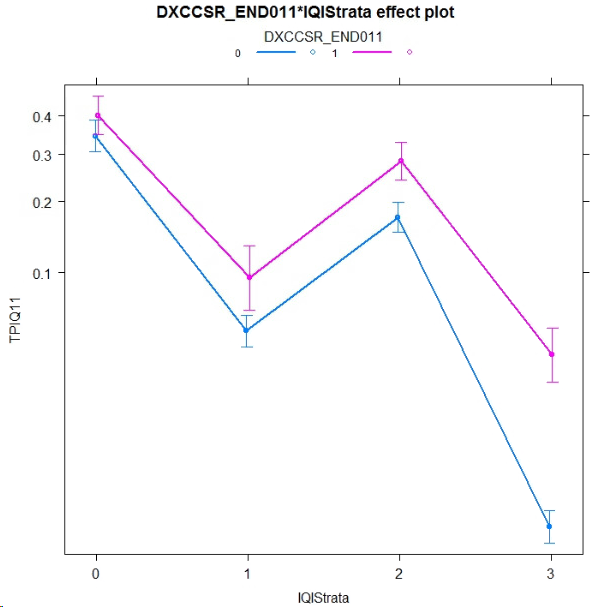 DXCCSR_END011*IQIStrata effect plot
DXCCSR_END011
0 1
0.4
0.3
0.2
0.1
TPIQ11
0 1 2 3
IQIStrata